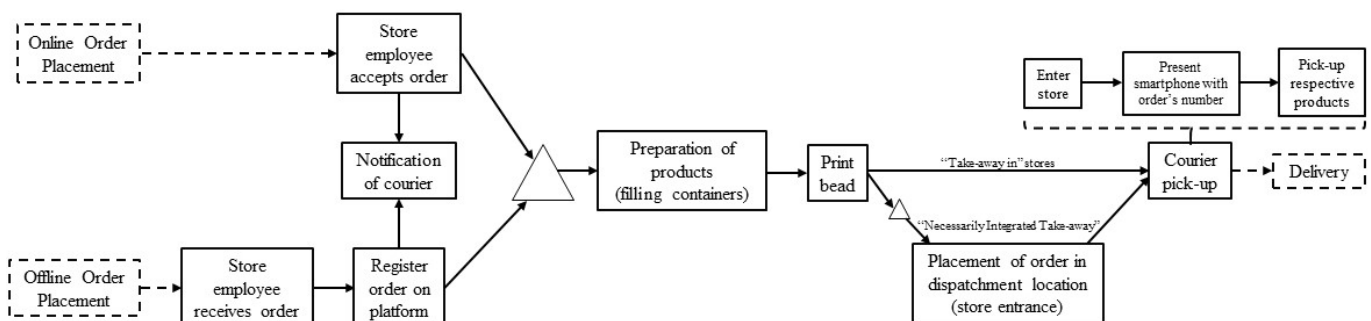 Online Order
Placement
Store
employee
accepts order
Notification
of courier
Offline Order
Placement
Store
employee
receives order
Register
order on
platform
Preparation of
products
(filling containers)
Print
bead
“Take-away in” stores
“Necessarily Integrated Take-away”
Placement of order in
dispatchment location
(store entrance)
Enter
store
Present
smartphone with
order's number
Pick-up
respective
products
Courier
pick-up
Delivery